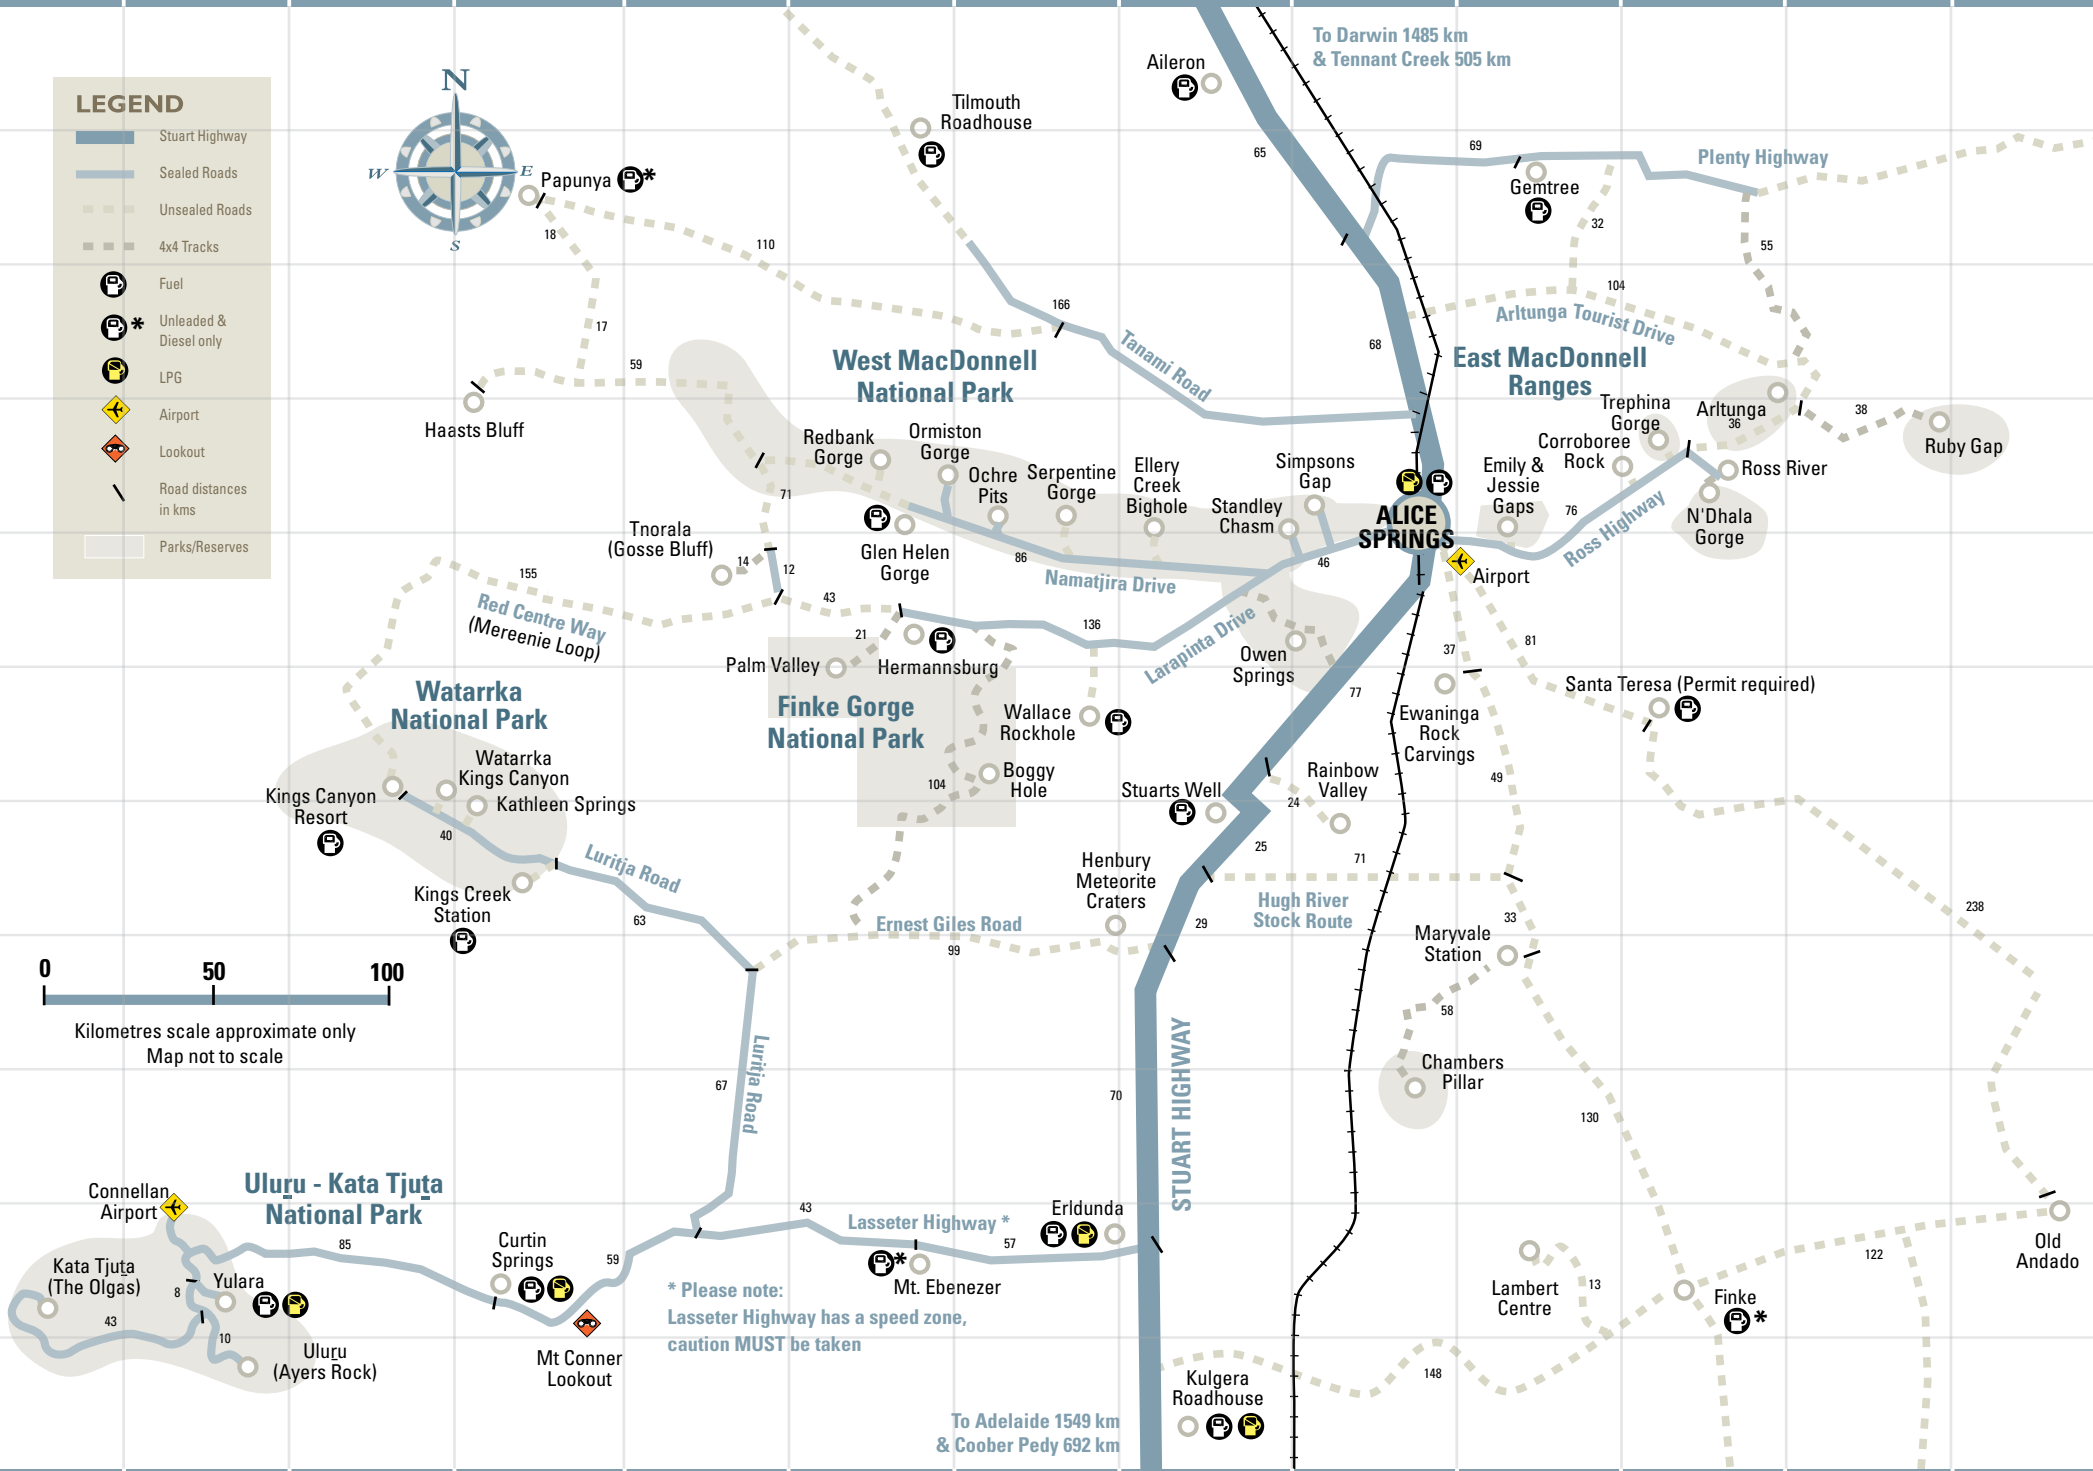 To Darwin 1485 km
& Tennant Creek 505 km
Aileron
LEGEND
Stuart Highway
Sealed Roads
Unsealed Roads
4x4 Tracks
Fuel
*
Unleaded &
Diesel only
LPG
Airport
Lookout
Road distances
in kms
Parks/Reserves
N
W
E
S
Papunya
*
Tilmouth
Roadhouse
65
69
Plenty Highway
Gemtree
32
55
18
110
17
59
166
104
Arltunga Tourist Drive
Tanami Road
68
West MacDonnell
National Park
East MacDonnell
Ranges
Haasts Bluff
Redbank
Gorge
Ormiston
Gorge
Ochre
Pits
Serpentine
Gorge
Ellery
Creek
Bighole
Simpsons
Gap
Standley
Chasm
ALICE
SPRINGS
Emily &
Jessie
Gaps
Corroboree
Rock
Trephina
Gorge
Arltunga
36
38
Ruby Gap
Ross River
N'Dhala
Gorge
76
Ross Highway
Airport
71
Tnorala
(Gosse Bluff)
14
12
Glen Helen
Gorge
86
Namatjira Drive
46
155
Red Centre Way
(Mereenie Loop)
43
21
136
Larapinta Drive
Palm Valley
Hermannsburg
Owen
Springs
37
81
77
Santa Teresa (Permit required)
Watarrka
National Park
Finke Gorge
National Park
Wallace
Rockhole
Ewaninga
Rock
Carvings
Watarrka
Kings Canyon
Kathleen Springs
Kings Canyon
Resort
40
Boggy
Hole
104
Stuarts Well
Rainbow
Valley
24
49
25
71
Luritja Road
Kings Creek
Station
63
Henbury
Meteorite
Craters
Ernest Giles Road
99
29
Hugh River
Stock Route
33
238
Maryvale
Station
58
0
50
100
Kilometres scale approximate only
Map not to scale
Luritja Road
67
70
STUART HIGHWAY
Chambers
Pillar
130
Connellan
Airport
Uluṟu - Kata Tjuṯa
National Park
85
Kata Tjuṯa
(The Olgas)
8
Yulara
43
10
Uluṟu
(Ayers Rock)
Curtin
Springs
59
Mt Conner
Lookout
43
Lasseter Highway *
*
57
Mt. Ebenezer
Erldunda
* Please note:
Lasseter Highway has a speed zone,
caution MUST be taken
Kulgera
Roadhouse
148
Lambert
Centre
13
Finke
*
122
Old
Andado
To Adelaide 1549 km
& Coober Pedy 692 km